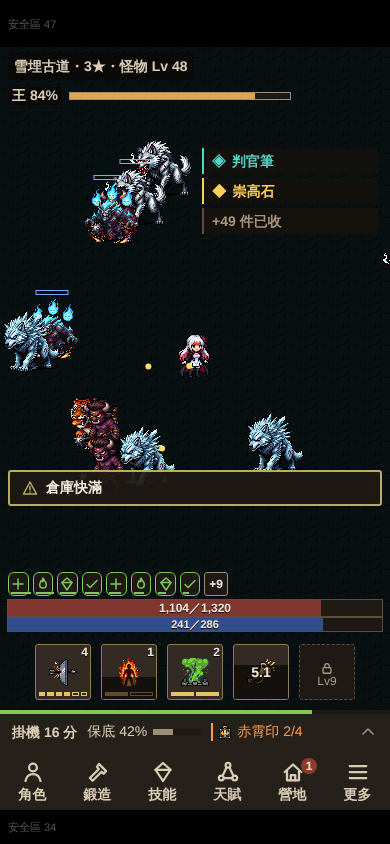 安全區 47
雪埋古道・3★・怪物 Lv 48
王 84%
判官筆
崇高石
+49 件已收
倉庫快滿
+9
1,104／1,320
241／286
4
1
2
5.1
Lv9
掛機 16 分 保底 42% 赤霄印 2/4
1
角色 鍛造 技能 天賦 營地 更多
安全區 34